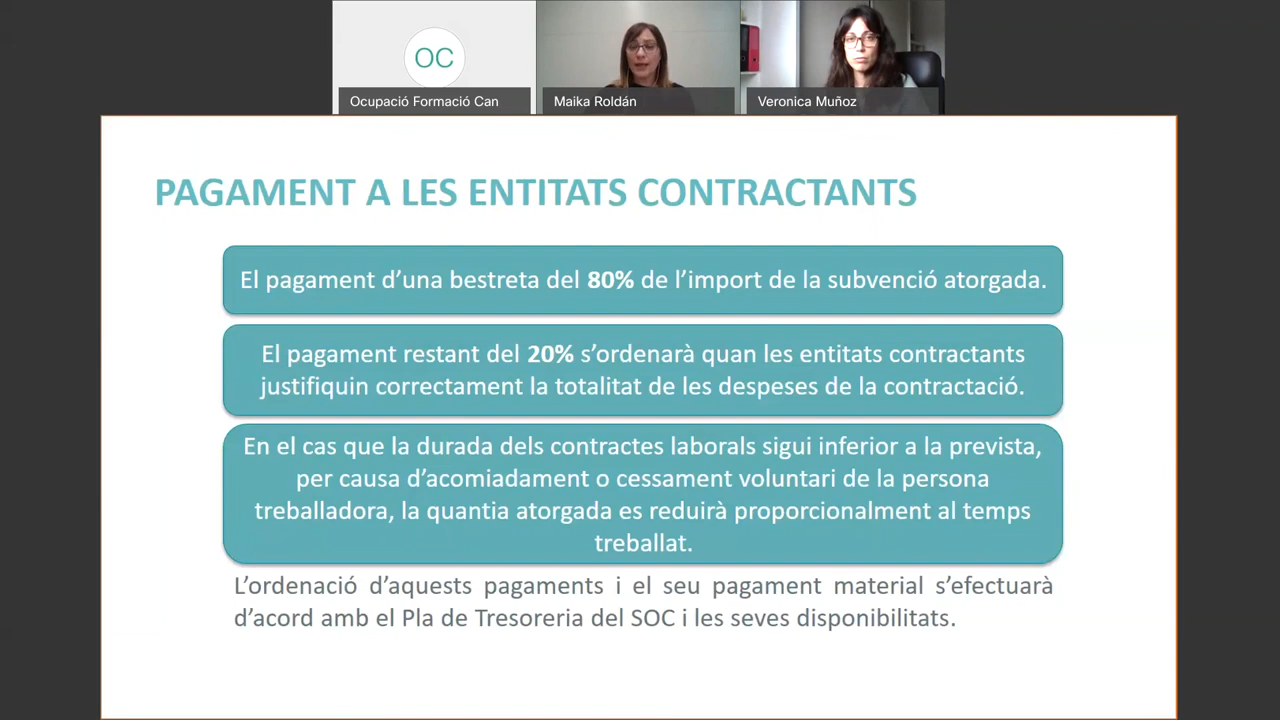 OC
Ocupació Formació Can
Maika Roldán
Veronica Muñoz
PAGAMENT A LES ENTITATS CONTRACTANTS
El pagament d’una bestreta del 80% de l’import de la subvenció atorgada.
El pagament restant del 20% s’ordenarà quan les entitats contractants
justifiquin correctament la totalitat de les despeses de la contractació.
En el cas que la durada dels contractes laborals sigui inferior a la prevista,
per causa d’acomiadament o cessament voluntari de la persona
treballadora, la quantia atorgada es reduirà proporcionalment al temps
treballat.
L’ordenació d’aquests pagaments i el seu pagament material s’efectuarà
d’acord amb el Pla de Tresoreria del SOC i les seves disponibilitats.